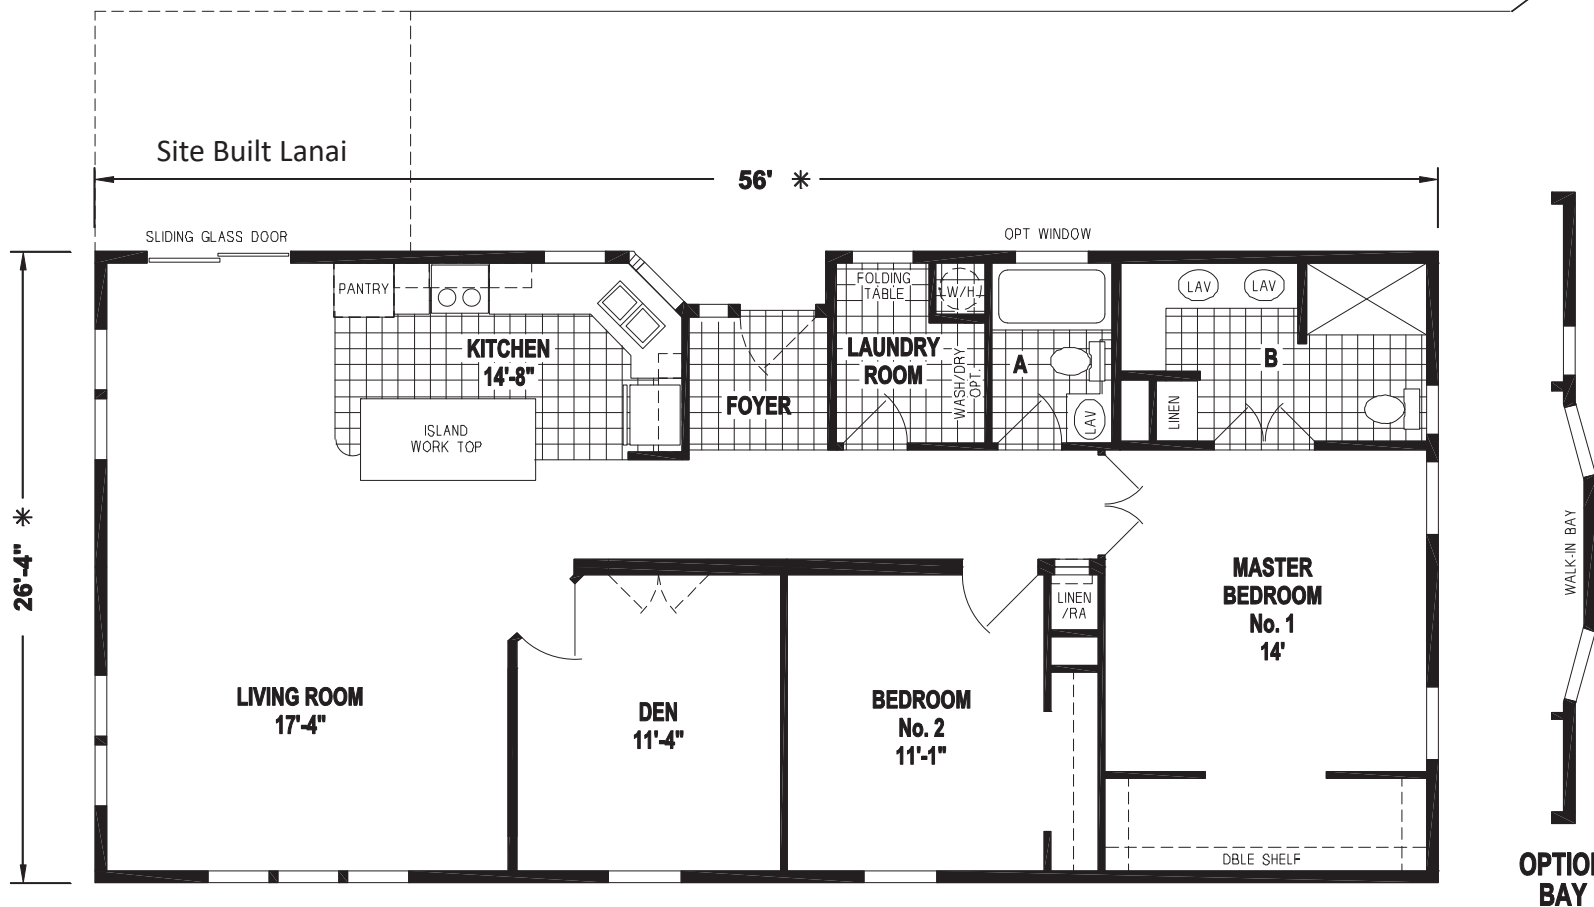 Site Built Lanai
56' ✳
SLIDING GLASS DOOR
OPT WINDOW
PANTRY
FOLDING
TABLE
W/H
LAV
LAV
KITCHEN
14'-8"
LAUNDRY
ROOM
WASH/DRY
OPT.
A
B
FOYER
ISLAND
WORK TOP
LAV
LINEN
26'-4" ✳
WALK-IN BAY
MASTER
BEDROOM
No. 1
14'
LINEN
/RA
LIVING ROOM
17'-4"
DEN
11'-4"
BEDROOM
No. 2
11'-1"
DBLE SHELF
OPTION
BAY